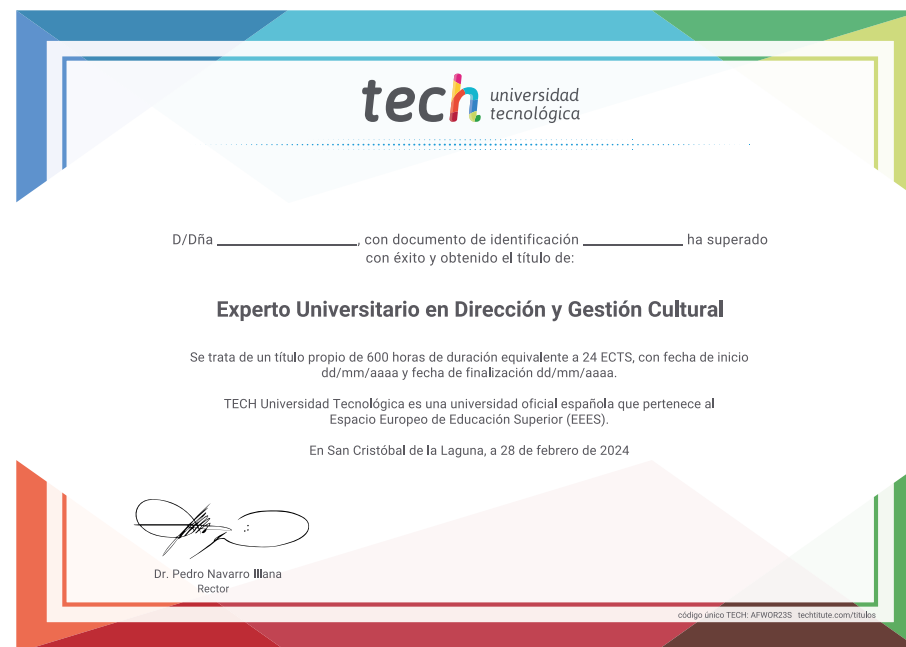 tech universidad
tecnológica
D/Dña ____________________, con documento de identificación ______________ ha superado
con éxito y obtenido el título de:
Experto Universitario en Dirección y Gestión Cultural
Se trata de un título propio de 600 horas de duración equivalente a 24 ECTS, con fecha de inicio
dd/mm/aaaa y fecha de finalización dd/mm/aaaa.
TECH Universidad Tecnológica es una universidad oficial española que pertenece al
Espacio Europeo de Educación Superior (EEES).
En San Cristóbal de la Laguna, a 28 de febrero de 2024
Dr. Pedro Navarro Illana
Rector
código único TECH: AFWOR23S techtitute.com/titulos